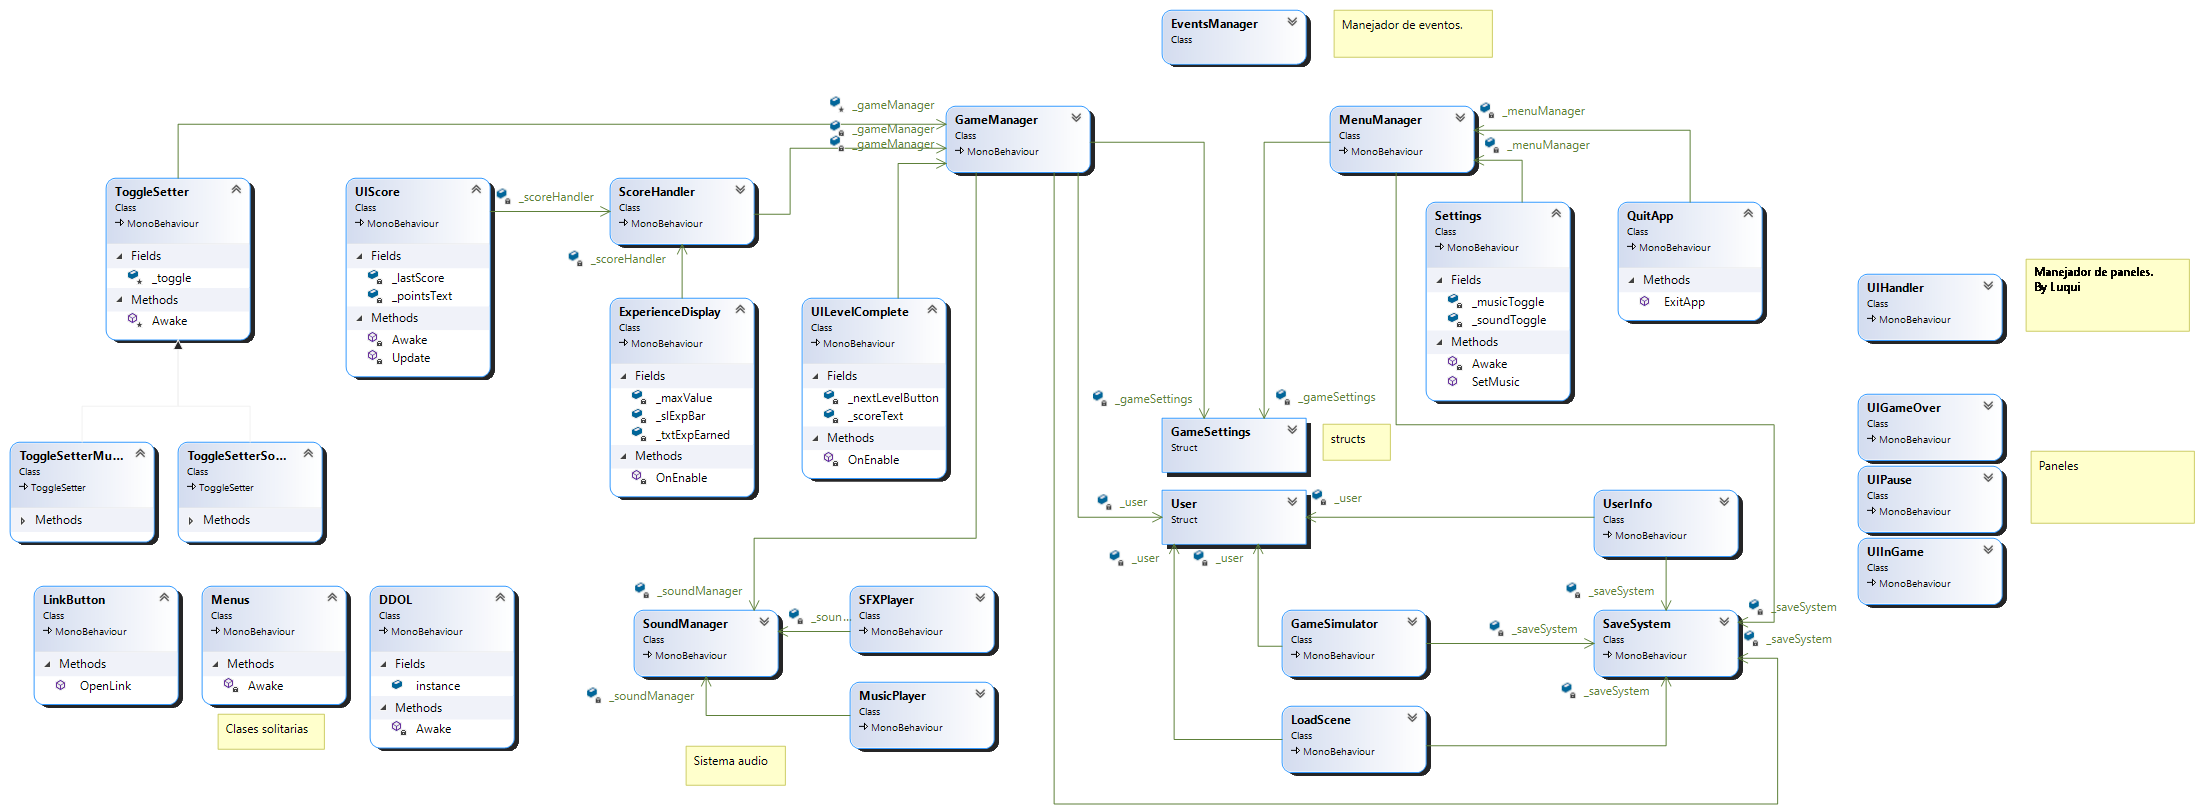 EventsManager
Class
Manejador de eventos.
_gameManager
_gameManager
_gameManager
GameManager
Class
MonoBehaviour
MenuManager
Class
MonoBehaviour
_menuManager
_menuManager
ToggleSetter
Class
MonoBehaviour
Fields
_toggle
Methods
Awake
UIScore
Class
MonoBehaviour
Fields
_lastScore
_pointsText
Methods
Awake
Update
_scoreHandler
ScoreHandler
Class
MonoBehaviour
_scoreHandler
ExperienceDisplay
Class
MonoBehaviour
Fields
_maxValue
_slExpBar
_txtExpEarned
Methods
OnEnable
UILevelComplete
Class
MonoBehaviour
Fields
_nextLevelButton
_scoreText
Methods
OnEnable
Settings
Class
MonoBehaviour
Fields
_musicToggle
_soundToggle
Methods
Awake
SetMusic
QuitApp
Class
MonoBehaviour
Methods
ExitApp
UIHandler
Class
MonoBehaviour
Manejador de paneles.
By Luqui
_gameSettings
_gameSettings
GameSettings
Struct
structs
UIGameOver
Class
MonoBehaviour
UIPause
Class
MonoBehaviour
UIInGame
Class
MonoBehaviour
Paneles
ToggleSetterMu...
Class
ToggleSetter
Methods
ToggleSetterSo...
Class
ToggleSetter
Methods
_user
User
Struct
_user
_user
_user
UserInfo
Class
MonoBehaviour
LinkButton
Class
MonoBehaviour
Methods
OpenLink
Menus
Class
MonoBehaviour
Methods
Awake
Clases solitarias
DDOL
Class
MonoBehaviour
Fields
instance
Methods
Awake
_soundManager
SoundManager
Class
MonoBehaviour
_soun...
SFXPlayer
Class
MonoBehaviour
_soundManager
MusicPlayer
Class
MonoBehaviour
Sistema audio
GameSimulator
Class
MonoBehaviour
_saveSystem
_saveSystem
SaveSystem
Class
MonoBehaviour
_saveSystem
_saveSystem
_saveSystem
LoadScene
Class
MonoBehaviour